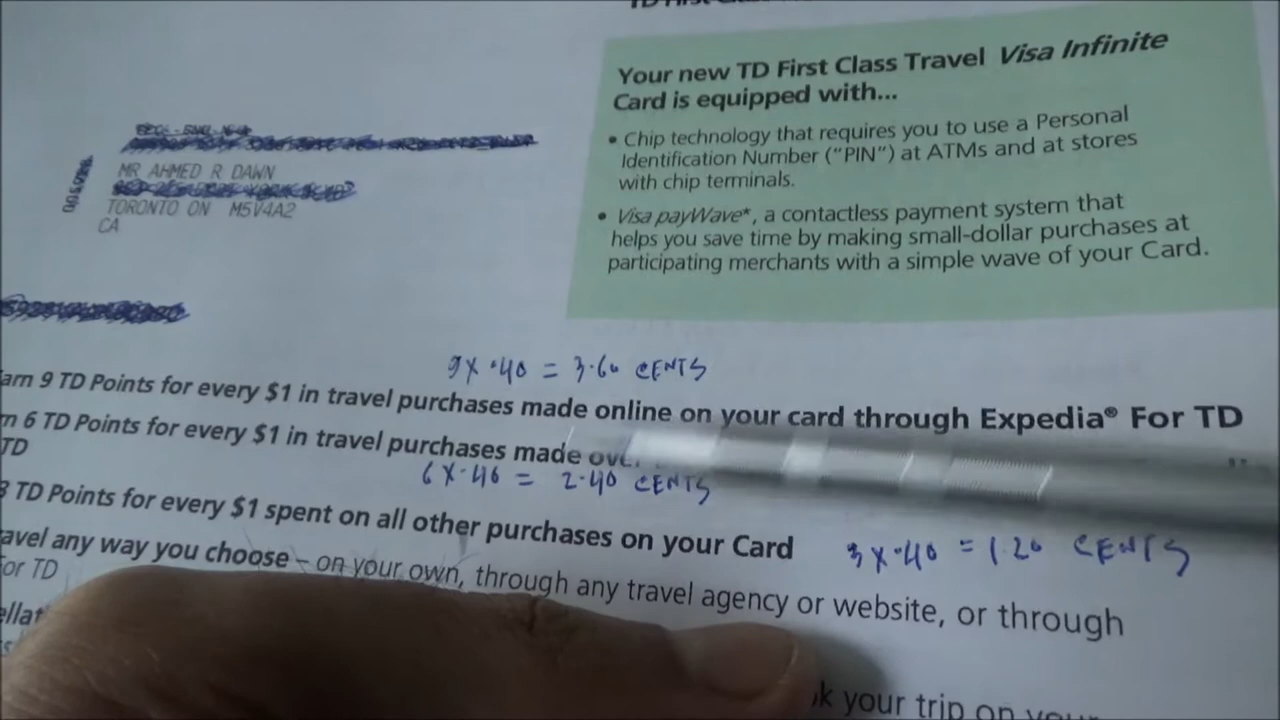 Your new TD First Class Travel Visa Infinite
Card is equipped with...
• Chip technology that requires you to use a Personal
Identification Number ("PIN") at ATMs and at stores
with chip terminals.
• Visa payWave*, a contactless payment system that
helps you save time by making small-dollar purchases at
participating merchants with a simple wave of your Card.
MR AHMED R DAWN
TORONTO ON M5V4A2
CA
9X .40 = 3.60 CENTS
arn 9 TD Points for every $1 in travel purchases made online on your card through Expedia® For TD
n 6 TD Points for every $1 in travel purchases made
TD
6X.40 = 2.40 CENTS
3 TD Points for every $1 spent on all other purchases on your Card
3X.40 = 1.20 CENTS
avel any way you choose – on your own, through any travel agency or website, or through
or TD
your trip on